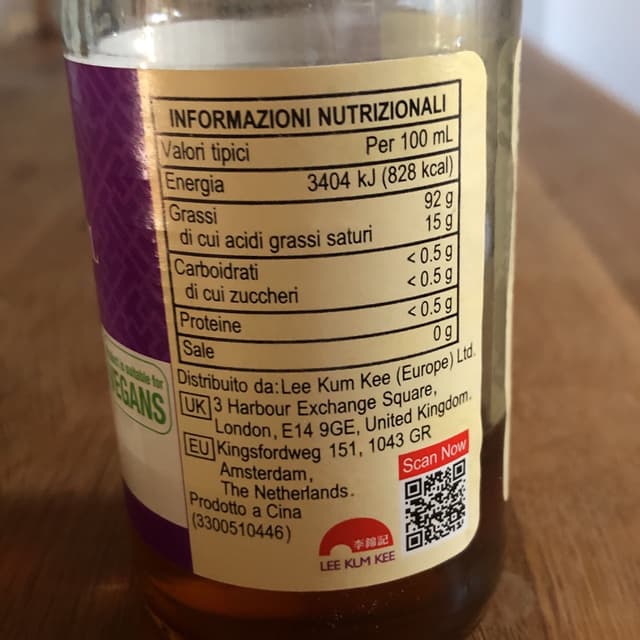 INFORMAZIONI NUTRIZIONALI
Valori tipici Per 100 mL
Energia 3404 kJ (828 kcal)
Grassi 92 g
di cui acidi grassi saturi 15 g
Carboidrati < 0.5 g
di cui zuccheri < 0.5 g
Proteine < 0.5 g
Sale 0 g
Distribuito da: Lee Kum Kee (Europe) Ltd.
UK 3 Harbour Exchange Square,
London, E14 9GE, United Kingdom.
EU Kingsfordweg 151, 1043 GR
Amsterdam,
The Netherlands.
Prodotto a Cina
(3300510446)
Scan Now
李錦記
LEE KUM KEE
suitable for
VEGANS